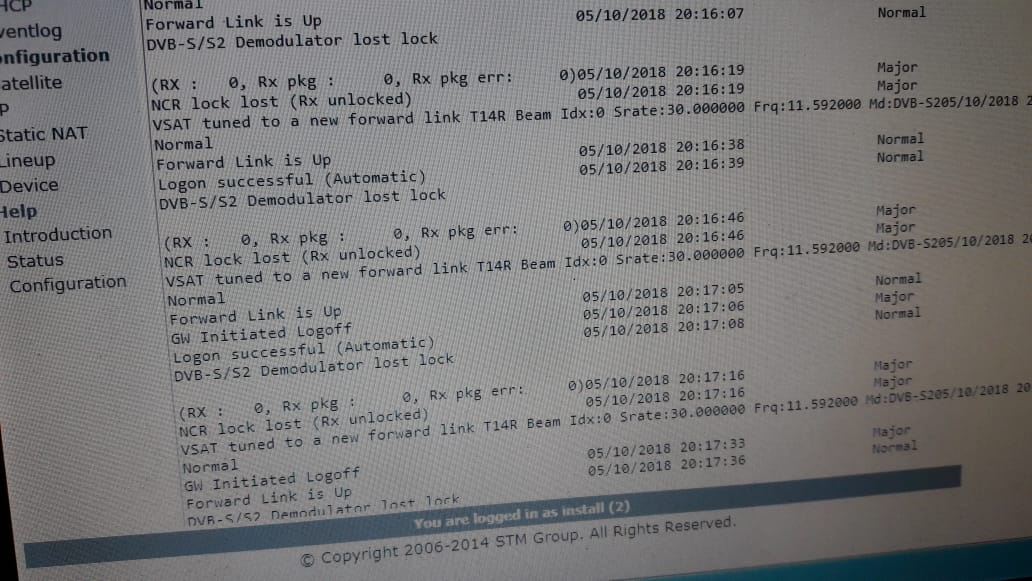 HCP
ventlog
nfiguration
atellite
P
Static NAT
Lineup
Device
Help
Introduction
Status
Configuration
Normal
Forward Link is Up 05/10/2018 20:16:07 Normal
DVB-S/S2 Demodulator lost lock
(RX : 0, Rx pkg : 0, Rx pkg err: 0)05/10/2018 20:16:19 Major
NCR lock lost (Rx unlocked) 05/10/2018 20:16:19 Major
VSAT tuned to a new forward link T14R Beam Idx:0 Srate:30.000000 Frq:11.592000 Md:DVB-S205/10/2018 2
Normal
Forward Link is Up 05/10/2018 20:16:38 Normal
Logon successful (Automatic) 05/10/2018 20:16:39 Normal
DVB-S/S2 Demodulator lost lock
(RX : 0, Rx pkg : 0, Rx pkg err: 0)05/10/2018 20:16:46 Major
NCR lock lost (Rx unlocked) 05/10/2018 20:16:46 Major
VSAT tuned to a new forward link T14R Beam Idx:0 Srate:30.000000 Frq:11.592000 Md:DVB-S205/10/2018 20
Normal
Forward Link is Up 05/10/2018 20:17:05 Normal
GW Initiated Logoff 05/10/2018 20:17:06 Major
Logon successful (Automatic) 05/10/2018 20:17:08 Normal
DVB-S/S2 Demodulator lost lock
(RX : 0, Rx pkg : 0, Rx pkg err: 0)05/10/2018 20:17:16 Major
NCR lock lost (Rx unlocked) 05/10/2018 20:17:16 Major
VSAT tuned to a new forward link T14R Beam Idx:0 Srate:30.000000 Frq:11.592000 Md:DVB-S205/10/2018 20
Normal
GW Initiated Logoff 05/10/2018 20:17:33 Major
Forward Link is Up 05/10/2018 20:17:36 Normal
DVB-S/S2 Demodulator lost lock
You are logged in as install (2)
© Copyright 2006-2014 STM Group. All Rights Reserved.